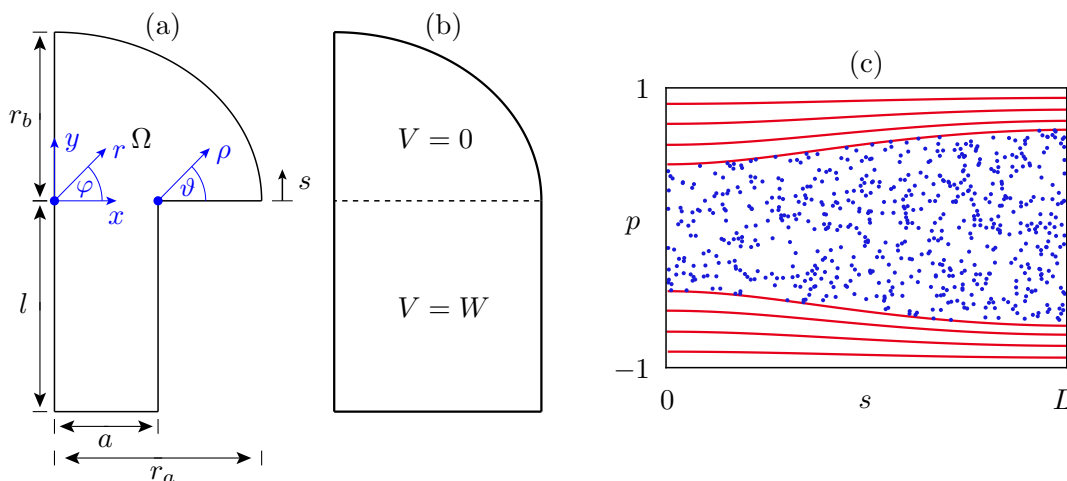 (a)
(b)
(c)
r_b
y
r
Ω
φ
x
ρ
ϑ
s
l
a
r_a
V = 0
V = W
1
p
−1
0
s
L